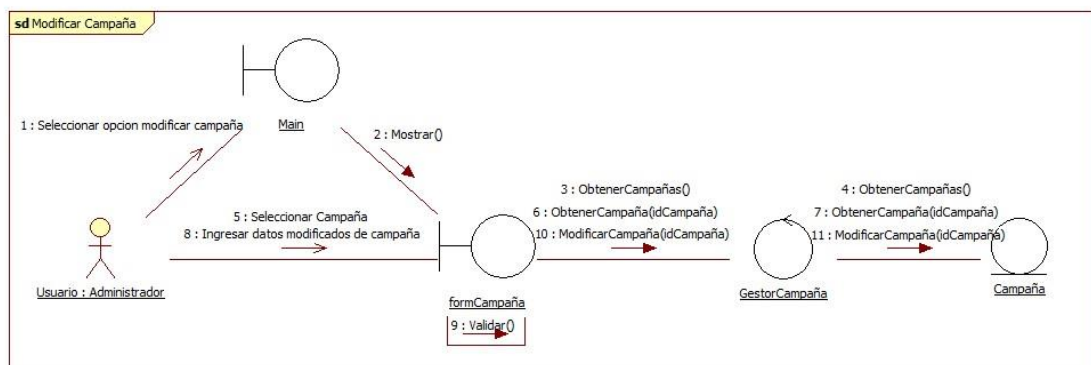 sd Modificar Campaña
1 : Seleccionar opcion modificar campaña
Main
2 : Mostrar()
3 : ObtenerCampañas()
4 : ObtenerCampañas()
5 : Seleccionar Campaña
6 : ObtenerCampaña(idCampaña)
7 : ObtenerCampaña(idCampaña)
8 : Ingresar datos modificados de campaña
10 : ModificarCampaña(idCampaña)
11 : ModificarCampaña(idCampaña)
Usuario : Administrador
formCampaña
GestorCampaña
Campaña
9 : Validar()